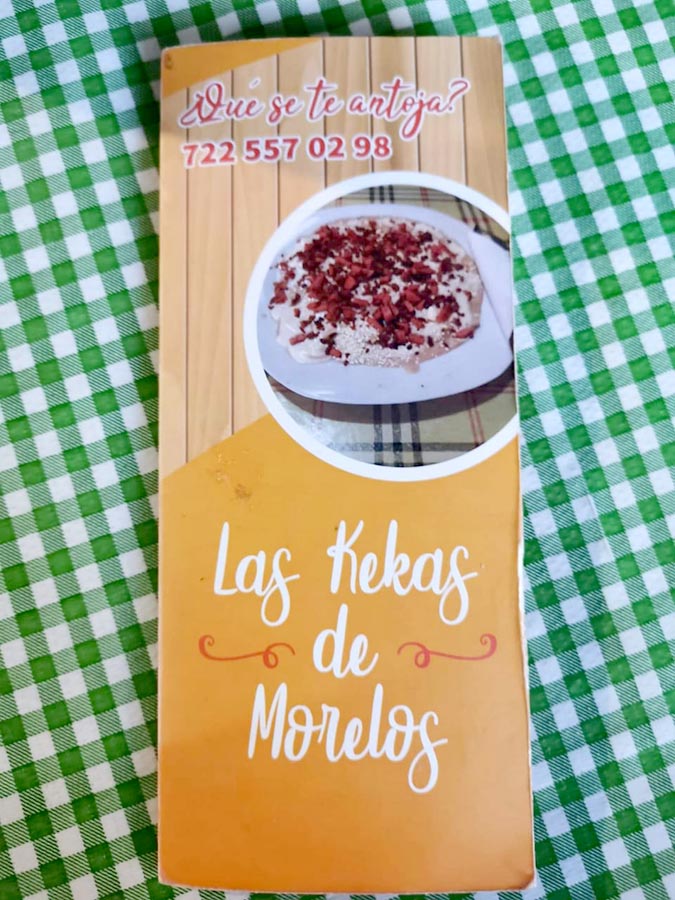 ¿Qué se te antoja?
722 557 02 98
Las Kekas
de
Morelos